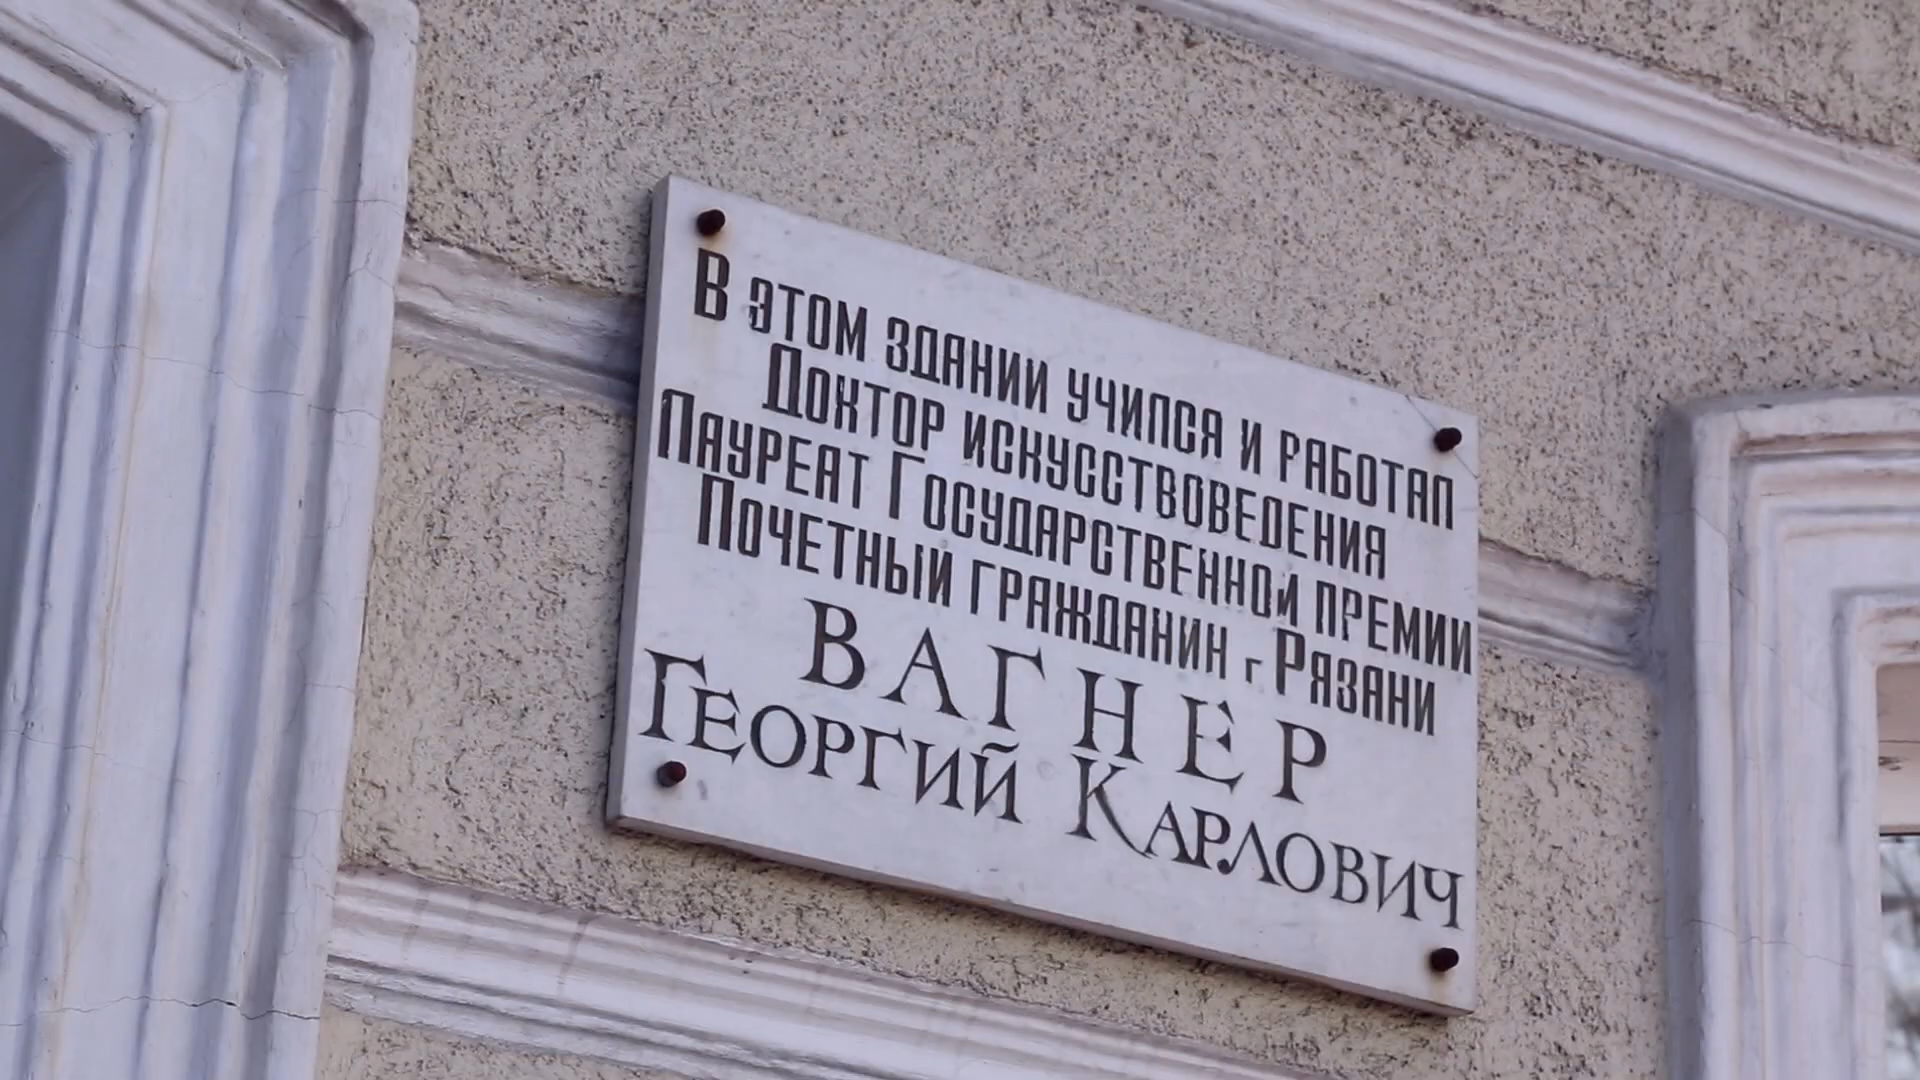 В этом здании учился и работал
Доктор искусствоведения
Лауреат Государственной премии
Почетный гражданин г Рязани
ВАГНЕР
Георгий Карлович